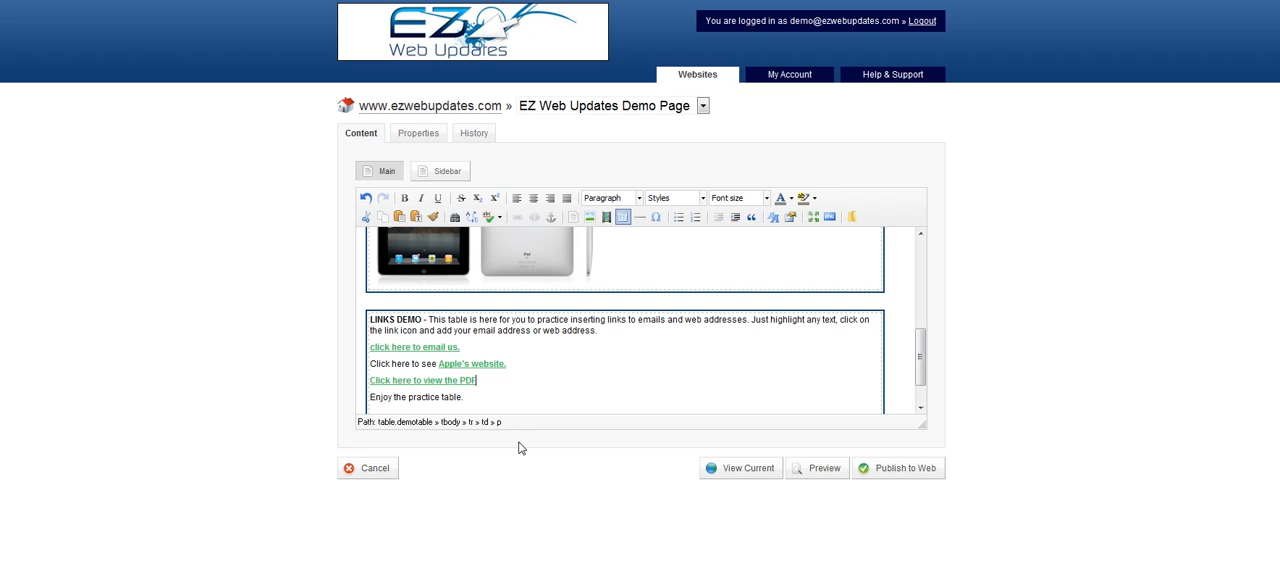 EZ
Web Updates
You are logged in as demo@ezwebupdates.com » Logout
Websites My Account Help & Support
www.ezwebupdates.com » EZ Web Updates Demo Page
Content Properties History
Main Sidebar
B I U S X₂ X² Paragraph Styles Font size A
LINKS DEMO - This table is here for you to practice inserting links to emails and web addresses. Just highlight any text, click on
the link icon and add your email address or web address.
click here to email us.
Click here to see Apple's website.
Click here to view the PDF
Enjoy the practice table.
Path: table.demotable » tbody » tr » td » p
Cancel View Current Preview Publish to Web